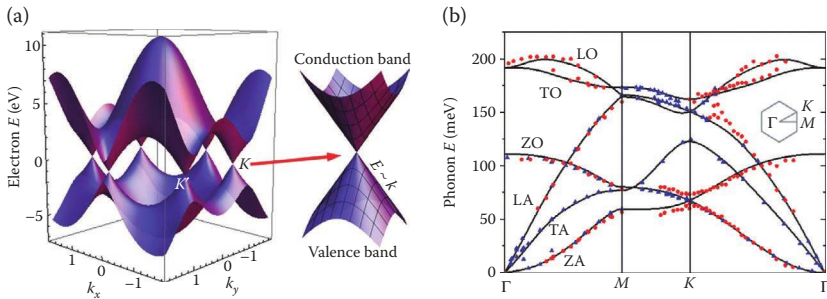 (a)
10
5
0
−5
Electron E (eV)
K′
K
1
0
−1
kx
1
0
−1
ky
Conduction band
E ~ k
Valence band
(b)
200
150
100
50
0
Phonon E (meV)
LO
TO
ZO
LA
TA
ZA
Γ
K
M
Γ
M
K
Γ